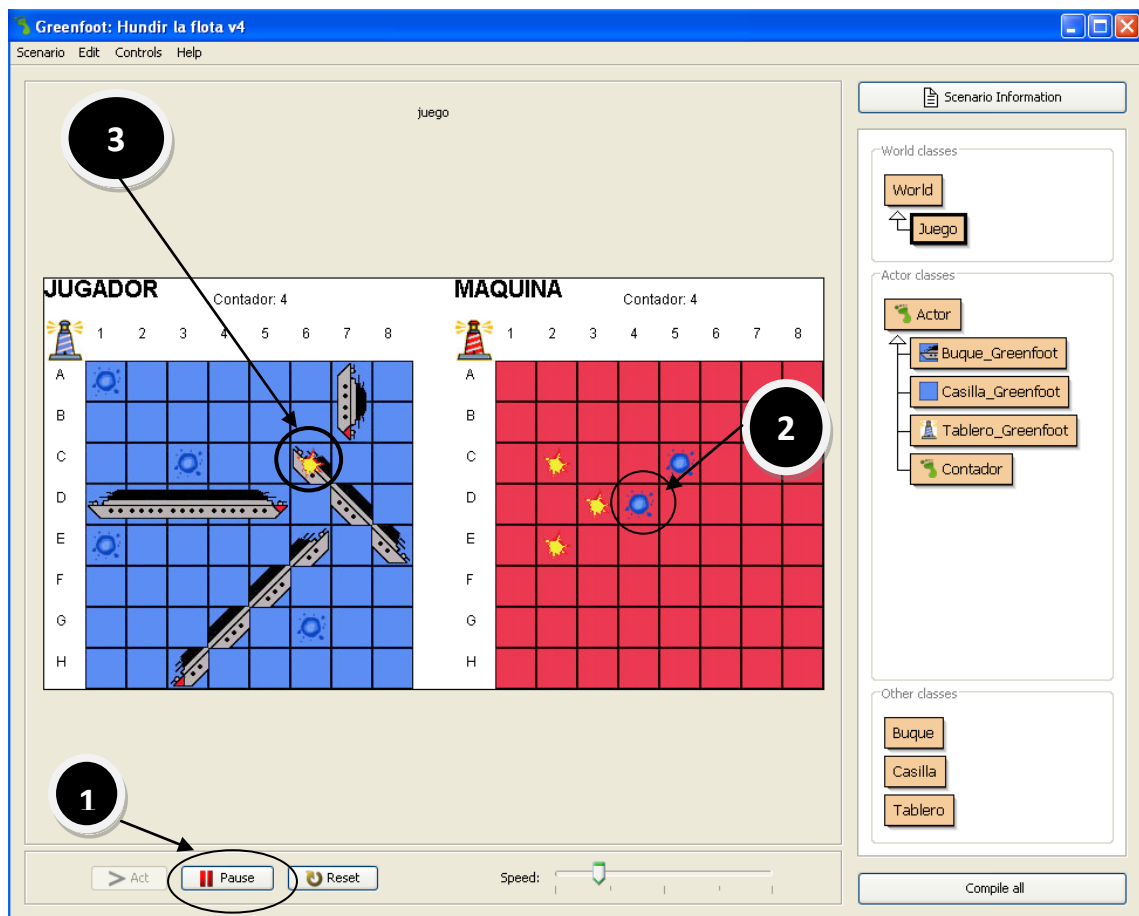 Greenfoot: Hundir la flota v4
Scenario Edit Controls Help
juego
3
JUGADOR
Contador: 4
1 2 3 4 5 6 7 8
A
B
C
D
E
F
G
H
MAQUINA
Contador: 4
1 2 3 4 5 6 7 8
A
B
C
D
E
F
G
H
2
1
Act
Pause
Reset
Speed:
Scenario Information
World classes
World
Juego
Actor classes
Actor
Buque_Greenfoot
Casilla_Greenfoot
Tablero_Greenfoot
Contador
Other classes
Buque
Casilla
Tablero
Compile all